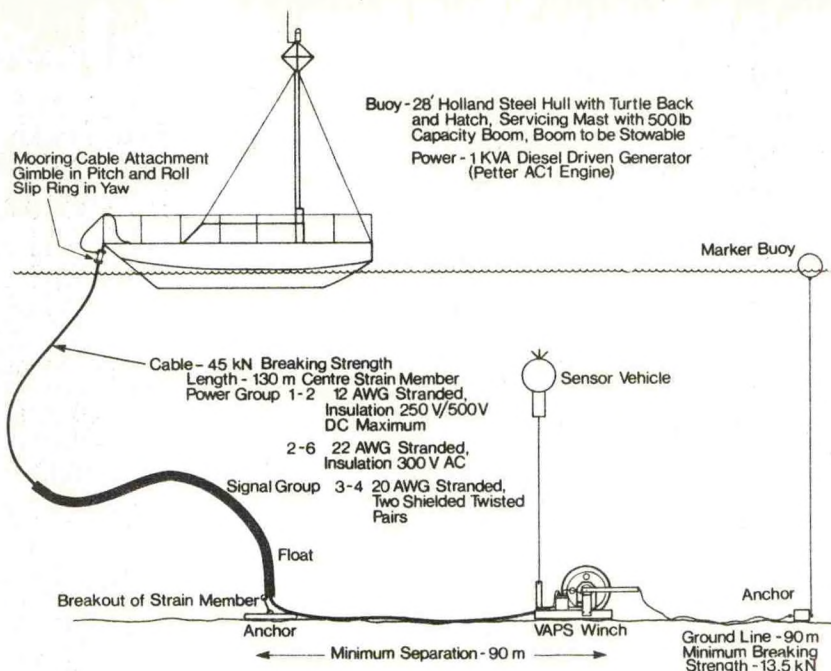 Buoy - 28' Holland Steel Hull with Turtle Back
and Hatch, Servicing Mast with 500 lb
Capacity Boom, Boom to be Stowable
Power - 1 KVA Diesel Driven Generator
(Petter AC1 Engine)
Mooring Cable Attachment
Gimble in Pitch and Roll
Slip Ring in Yaw
Marker Buoy
Cable - 45 kN Breaking Strength
Length - 130 m Centre Strain Member
Power Group 1-2 12 AWG Stranded,
Insulation 250 V/500 V
DC Maximum
2-6 22 AWG Stranded,
Insulation 300 V AC
Signal Group 3-4 20 AWG Stranded,
Two Shielded Twisted
Pairs
Sensor Vehicle
Float
Breakout of Strain Member
Anchor
VAPS Winch
Anchor
Minimum Separation - 90 m
Ground Line - 90 m
Minimum Breaking
Strength - 13.5 kN